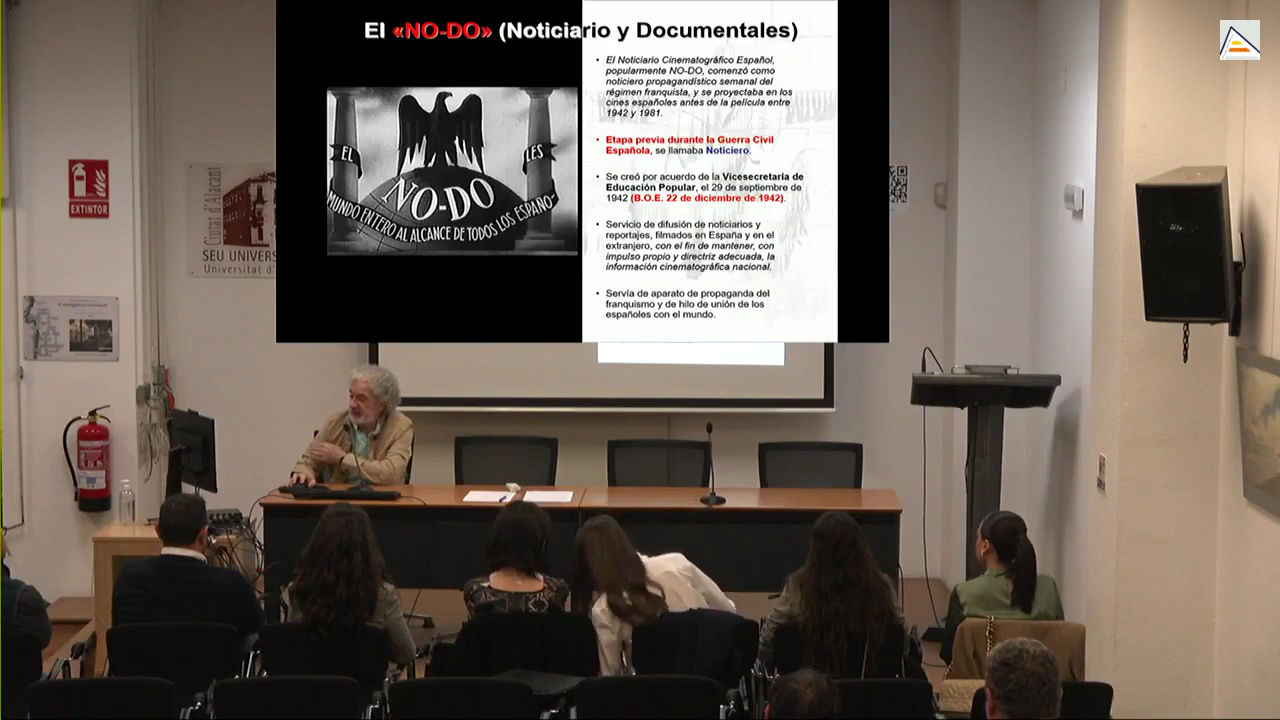 El «NO-DO» (Noticiario y Documentales)
EL
LES
NO-DO
MUNDO ENTERO AL ALCANCE DE TODOS LOS ESPAÑO-
• El Noticiario Cinematográfico Español,
popularmente NO-DO, comenzó como
noticiero propagandístico semanal del
régimen franquista, y se proyectaba en los
cines españoles antes de la película entre
1942 y 1981.
• Etapa previa durante la Guerra Civil
Española, se llamaba Noticiero.
• Se creó por acuerdo de la Vicesecretaría de
Educación Popular, el 29 de septiembre de
1942 (B.O.E. 22 de diciembre de 1942).
• Servicio de difusión de noticiarios y
reportajes, filmados en España y en el
extranjero, con el fin de mantener, con
impulso propio y directriz adecuada, la
información cinematográfica nacional.
• Servía de aparato de propaganda del
franquismo y de hilo de unión de los
españoles con el mundo.
EXTINTOR
Ciutat d'Alacant
SEU UNIVERS
Universitat d'